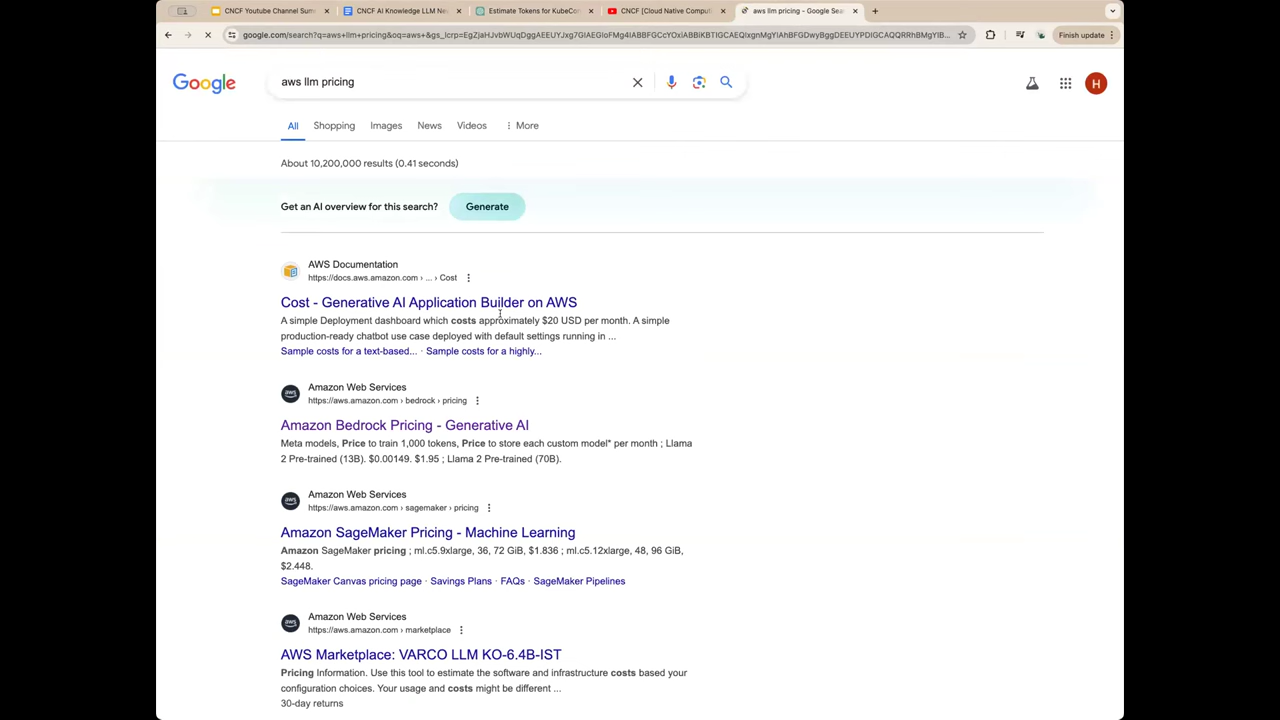 CNCF Youtube Channel Sum
CNCF AI Knowledge LLM Ne
Estimate Tokens for KubeCon
CNCF [Cloud Native Comput
aws llm pricing - Google Sea
Finish update
Google
aws llm pricing
H
All
Shopping
Images
News
Videos
More
About 10,200,000 results (0.41 seconds)
Get an AI overview for this search?
Generate
AWS Documentation
https://docs.aws.amazon.com › ... › Cost
Cost - Generative AI Application Builder on AWS
A simple Deployment dashboard which costs approximately $20 USD per month. A simple
production-ready chatbot use case deployed with default settings running in ...
Sample costs for a text-based... · Sample costs for a highly...
aws
Amazon Web Services
https://aws.amazon.com › bedrock › pricing
Amazon Bedrock Pricing - Generative AI
Meta models, Price to train 1,000 tokens, Price to store each custom model* per month ; Llama
2 Pre-trained (13B). $0.00149. $1.95 ; Llama 2 Pre-trained (70B).
aws
Amazon Web Services
https://aws.amazon.com › sagemaker › pricing
Amazon SageMaker Pricing - Machine Learning
Amazon SageMaker pricing ; ml.c5.9xlarge, 36, 72 GiB, $1.836 ; ml.c5.12xlarge, 48, 96 GiB,
$2.448.
SageMaker Canvas pricing page · Savings Plans · FAQs · SageMaker Pipelines
aws
Amazon Web Services
https://aws.amazon.com › marketplace
AWS Marketplace: VARCO LLM KO-6.4B-IST
Pricing Information. Use this tool to estimate the software and infrastructure costs based your
configuration choices. Your usage and costs might be different ...
30-day returns